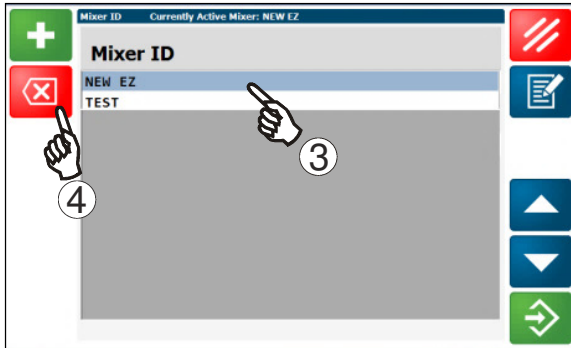 Mixer ID Currently Active Mixer: NEW EZ
Mixer ID
NEW EZ
TEST
3
4